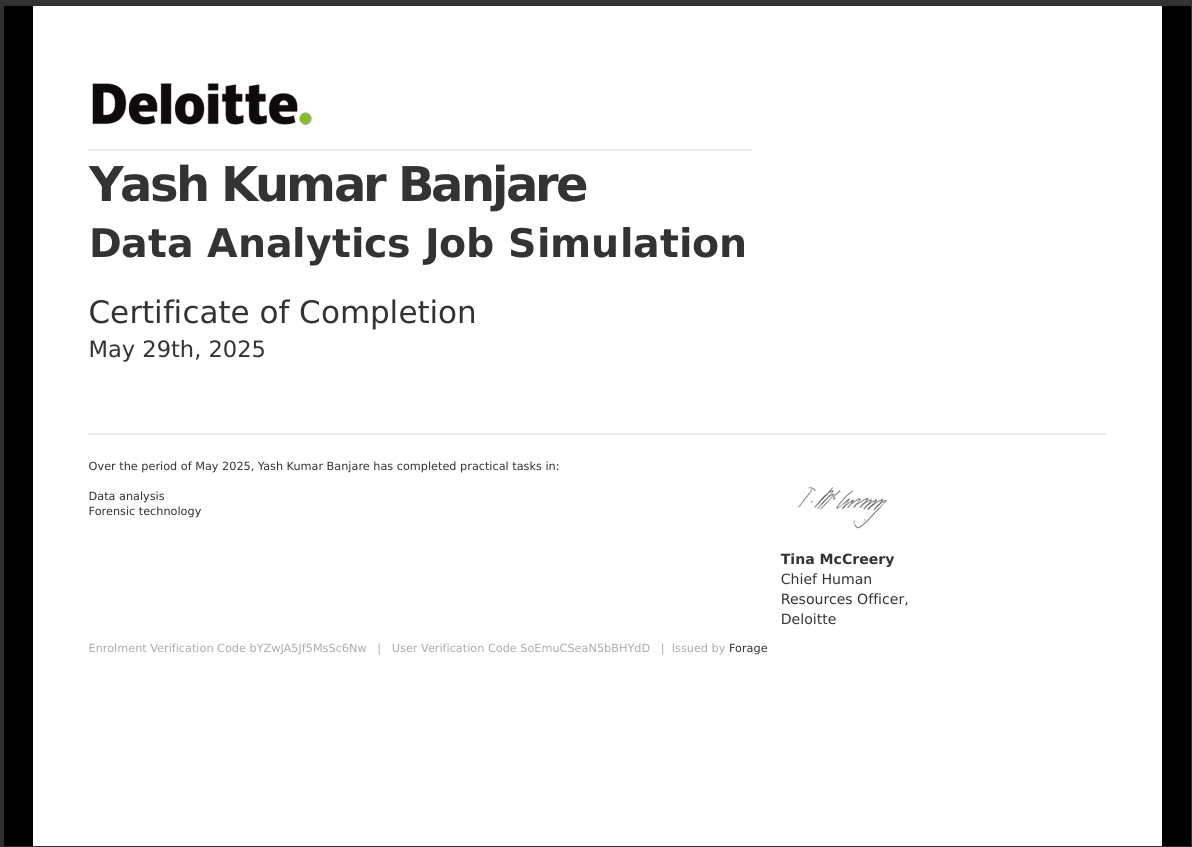 Deloitte.
Yash Kumar Banjare
Data Analytics Job Simulation
Certificate of Completion
May 29th, 2025
Over the period of May 2025, Yash Kumar Banjare has completed practical tasks in:
Data analysis
Forensic technology
T. McCreery
Tina McCreery
Chief Human
Resources Officer,
Deloitte
Enrolment Verification Code bYZwJA5Jf5MsSc6Nw | User Verification Code SoEmuCSeaN5bBHYdD | Issued by Forage